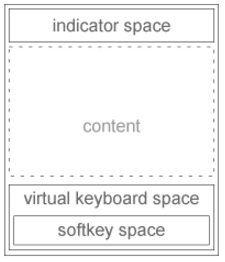 indicator space
content
virtual keyboard space
softkey space